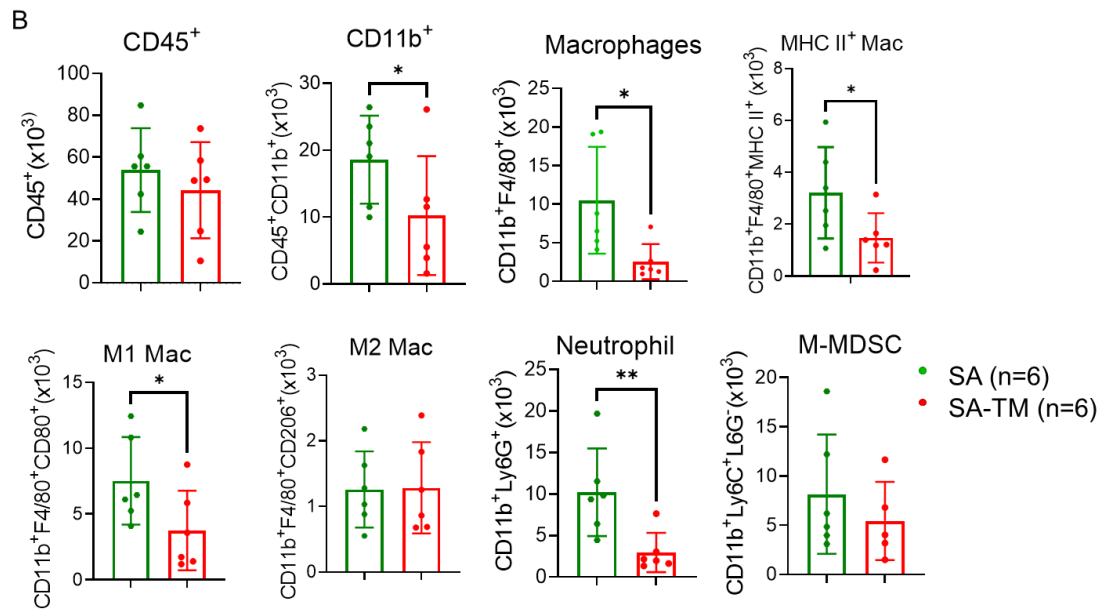 B
CD45⁺
CD45⁺(x10³)
100
80
60
40
20
0
CD11b⁺
CD45⁺CD11b⁺(x10³)
30
20
10
0
*
Macrophages
CD11b⁺F4/80⁺(x10³)
25
20
15
10
5
0
*
MHC II⁺ Mac
CD11b⁺F4/80⁺MHC II⁺ (x10³)
8
6
4
2
0
*
M1 Mac
CD11b⁺F4/80⁺CD80⁺(x10³)
15
10
5
0
*
M2 Mac
CD11b⁺F4/80⁺CD206⁺(x10³)
3
2
1
0
Neutrophil
CD11b⁺Ly6G⁺(x10³)
25
20
15
10
5
0
**
M-MDSC
CD11b⁺Ly6C⁺L6G⁻(x10³)
20
15
10
5
0
SA (n=6)
SA-TM (n=6)